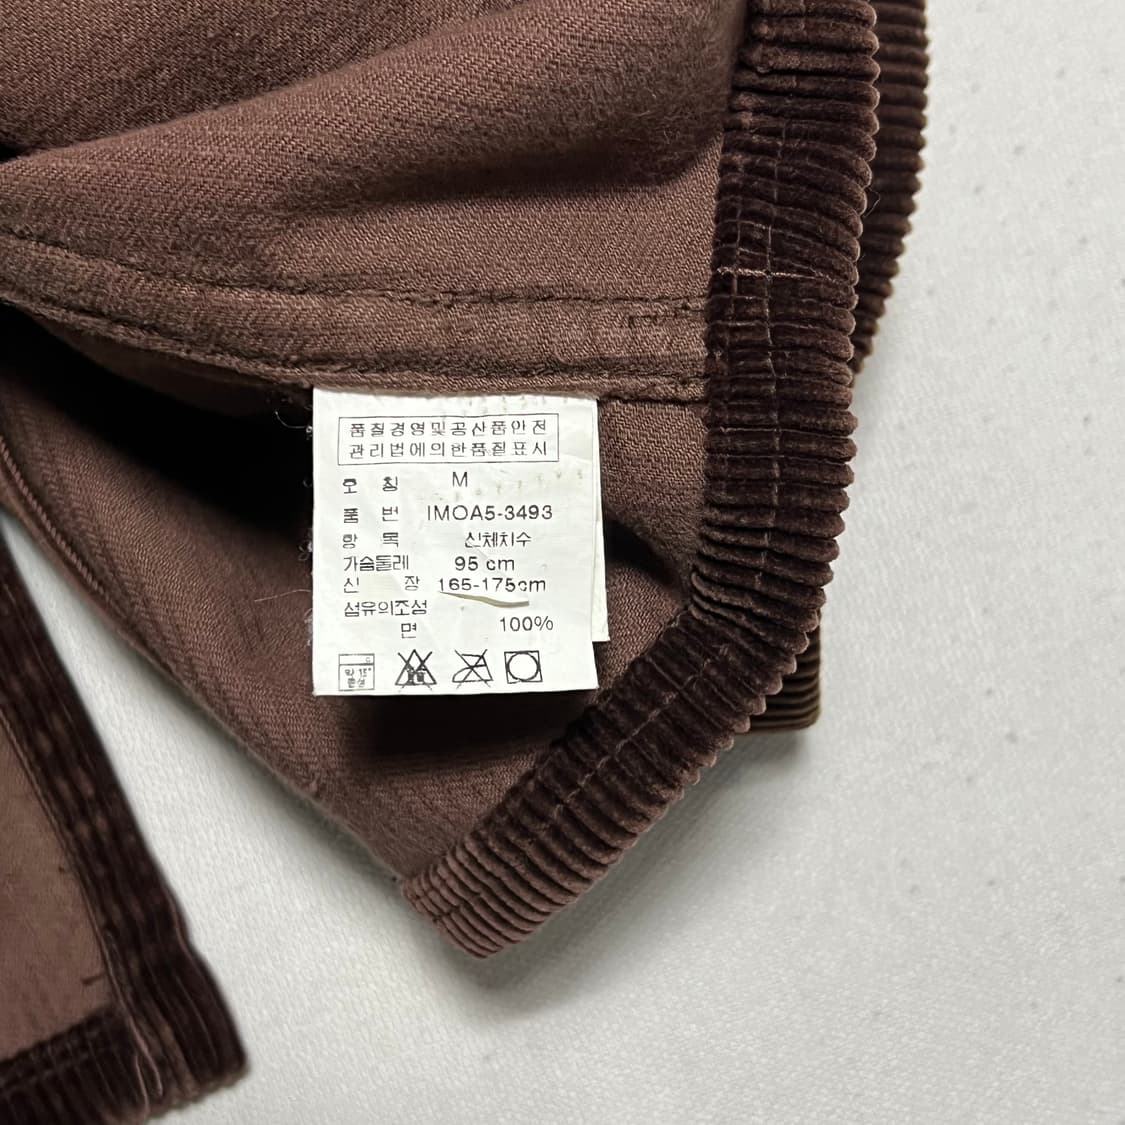 품질경영및공산품안전
관리법에의한품질표시
호 칭 M
품 번 IMOA5-3493
항 목 신체치수
가슴둘레 95 cm
신 장 165-175cm
섬유의조성
면 100%
약 15°